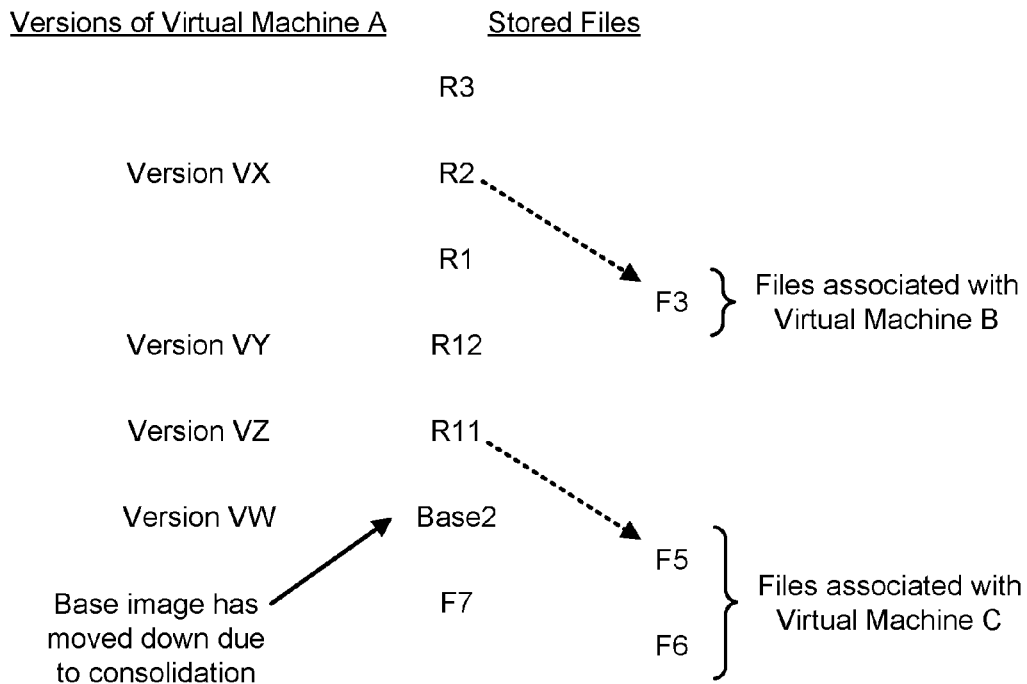 Versions of Virtual Machine A
Stored Files
R3
Version VX
R2
R1
F3
Files associated with
Virtual Machine B
Version VY
R12
Version VZ
R11
Version VW
Base2
F5
Files associated with
Virtual Machine C
F7
F6
Base image has
moved down due
to consolidation